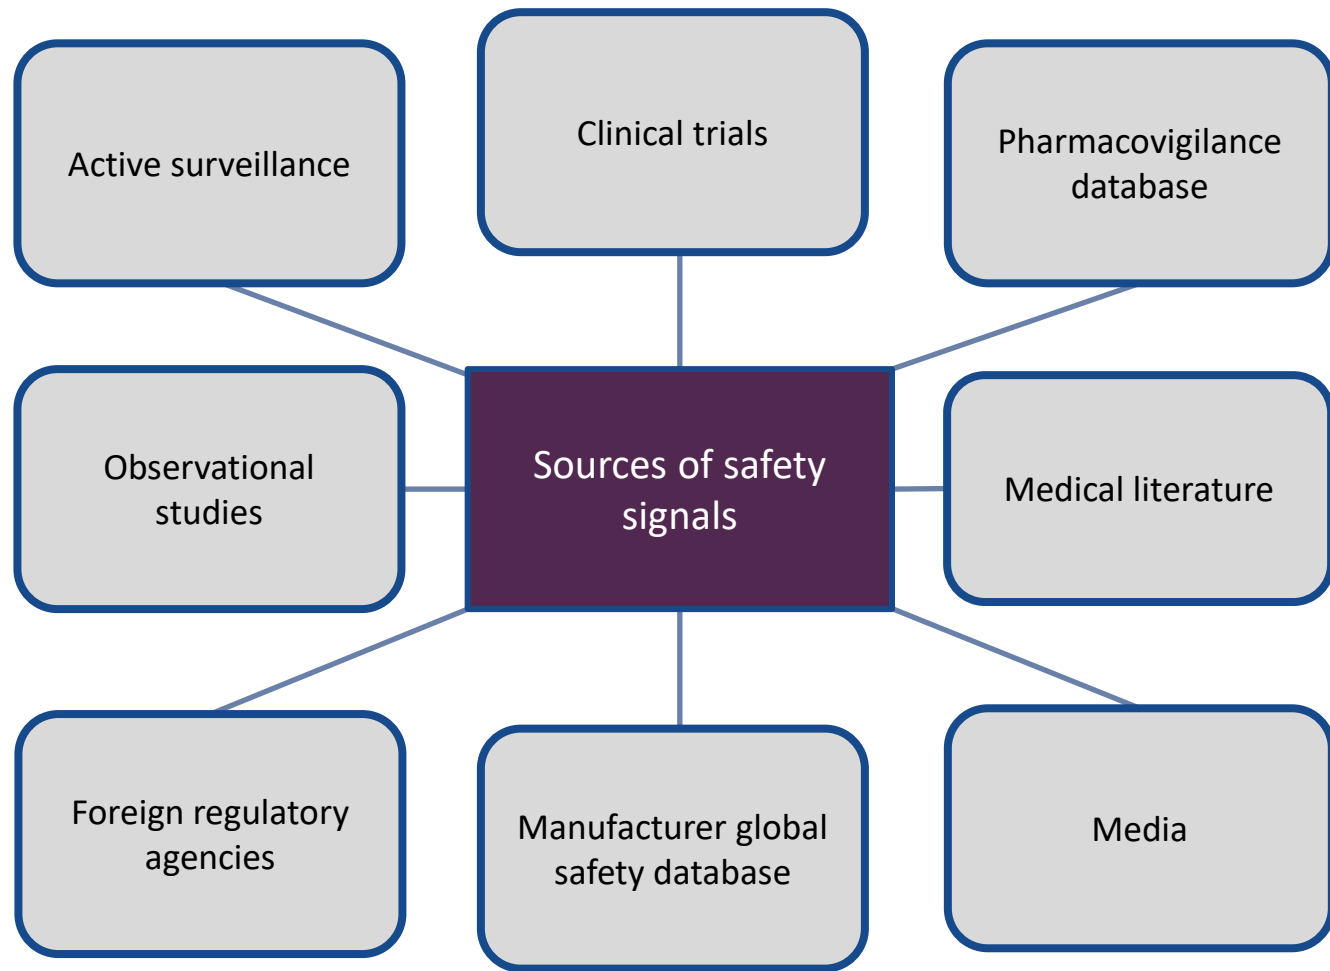 Active surveillance
Clinical trials
Pharmacovigilance
database
Observational
studies
Sources of safety
signals
Medical literature
Foreign regulatory
agencies
Manufacturer global
safety database
Media